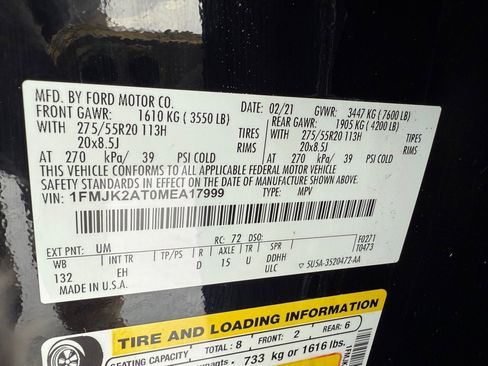 MFD. BY FORD MOTOR CO. 02/21 GVWR: 3447 KG (7600 LB)
FRONT GAWR: 1610 KG (3550 LB) REAR GAWR: 1905 KG (4200 LB)
WITH 275/55R20 113H TIRES WITH 275/55R20 113H TIRES
20x8.5J RIMS 20x8.5J RIMS
AT 270 kPa/ 39 PSI COLD AT 270 kPa/ 39 PSI COLD
THIS VEHICLE CONFORMS TO ALL APPLICABLE FEDERAL MOTOR VEHICLE
SAFETY STANDARDS IN EFFECT ON THE DATE OF MANUFACTURE SHOWN ABOVE.
VIN: 1FMJK2AT0MEA17999 TYPE: MPV
F0271
T0473
EXT PNT: UM RC: 72 DSO:
WB INT TR TP/PS R AXLE TR SPR
132 EH D 15 U DDHH
ULC ▽ 5U5A-3520472-AA
MADE IN U.S.A.
TIRE AND LOADING INFORMATION
SEATING CAPACITY TOTAL: 8 FRONT: 2 REAR: 6
733 kg or 1616 lbs.
1FMJK